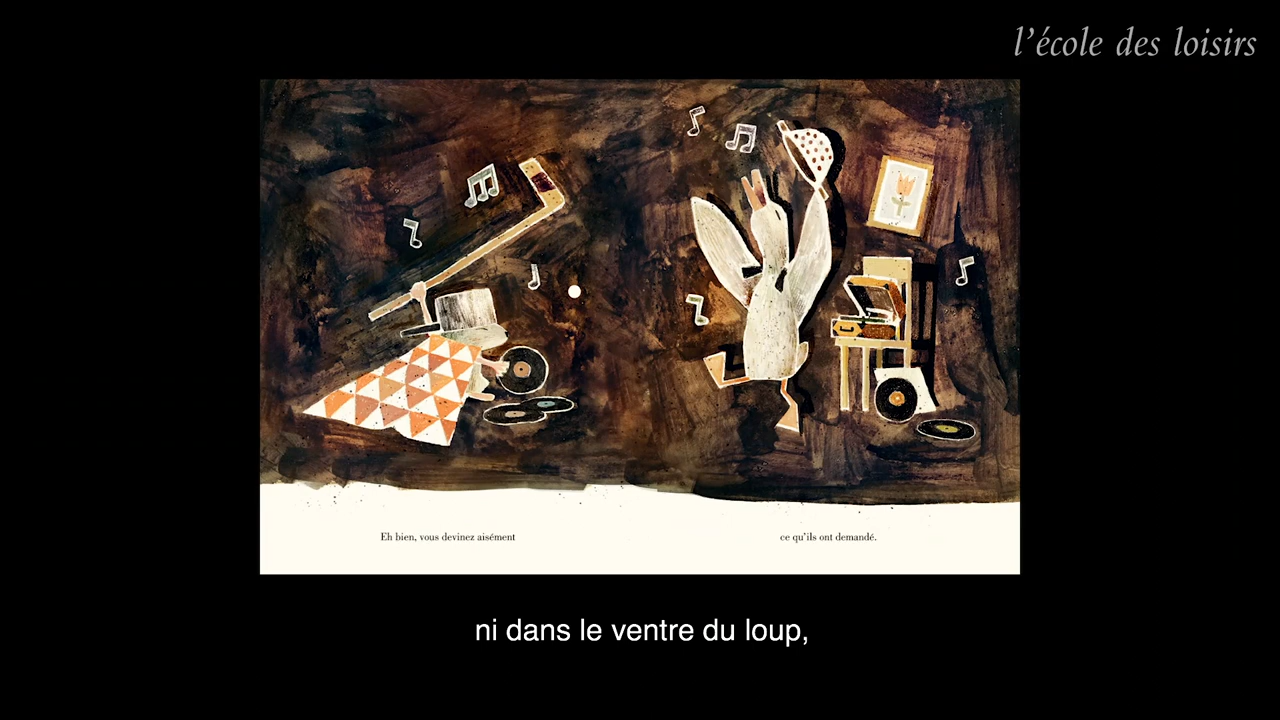 l'école des loisirs
Eh bien, vous devinez aisément
ce qu'ils ont demandé.
ni dans le ventre du loup,